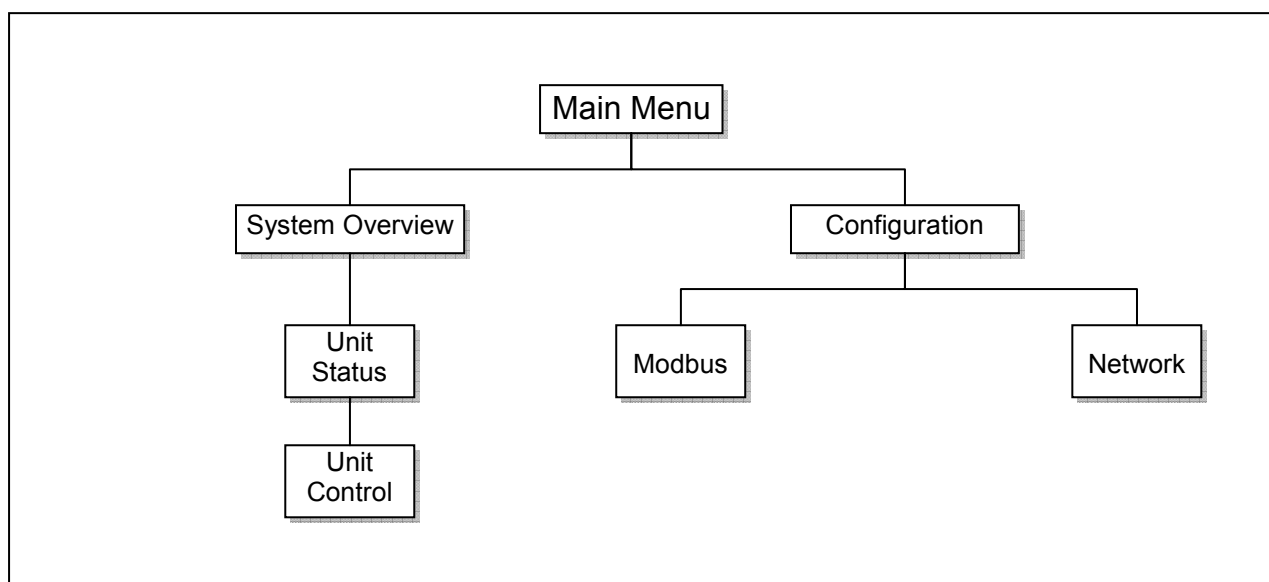 Main Menu
System Overview
Configuration
Unit
Status
Modbus
Network
Unit
Control